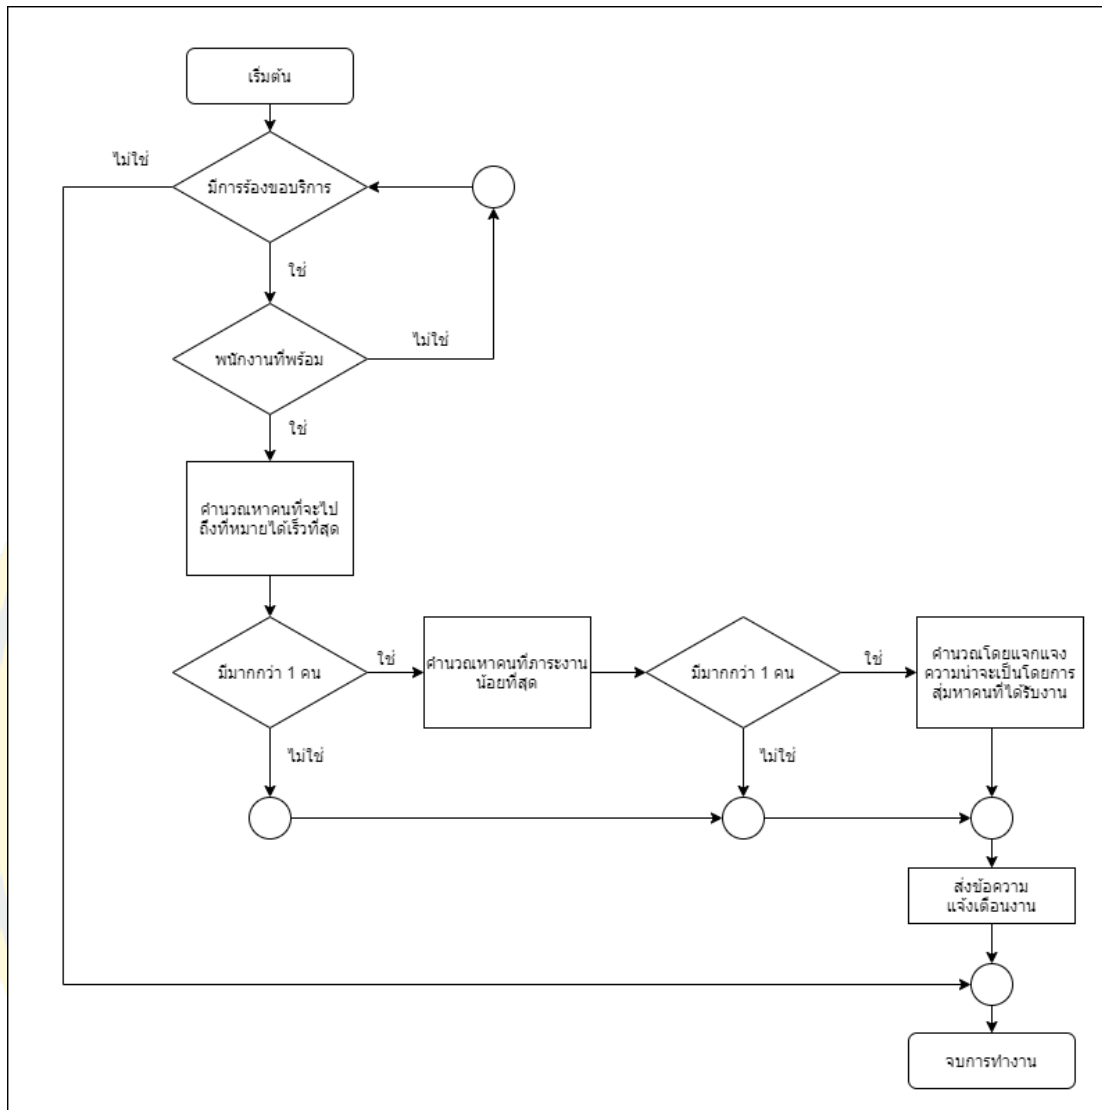 เริ่มต้น
ไม่ใช่
มีการร้องขอบริการ
ใช่
พนักงานที่พร้อม
ไม่ใช่
ใช่
คำนวณหาคนที่จะไป
ถึงที่หมายได้เร็วที่สุด
มีมากกว่า 1 คน
ใช่
คำนวณหาคนที่ภาระงาน
น้อยที่สุด
มีมากกว่า 1 คน
ใช่
คำนวณโดยแจกแจง
ความน่าจะเป็นโดยการ
สุ่มหาคนที่ได้รับงาน
ไม่ใช่
ไม่ใช่
ส่งข้อความ
แจ้งเตือนงาน
จบการทำงาน